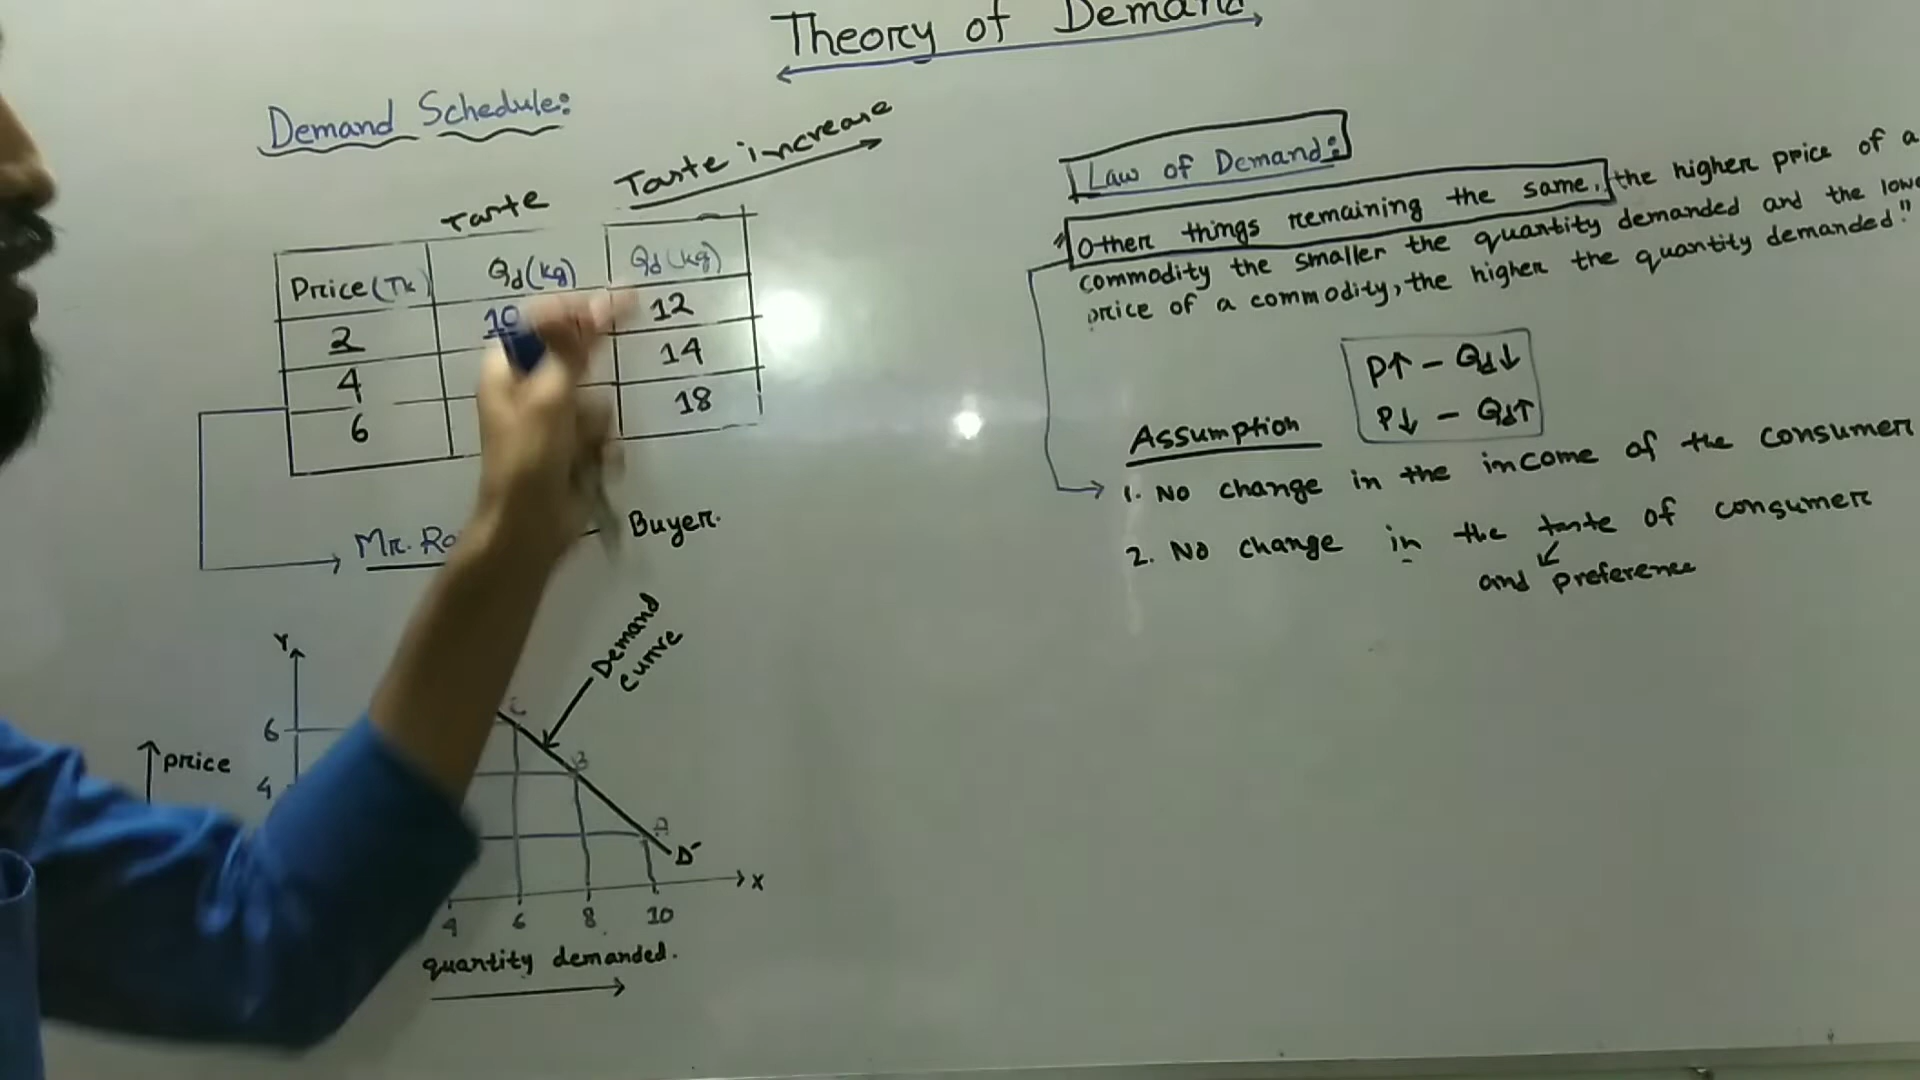 Theory of Demand
Demand Schedule:
Taste
Taste increase
Price (Tk)
Qd (kg)
Qd (kg)
2
10
12
4
14
6
18
Mr. Ra
Buyer.
Y
6
4
price
C
B
A
D
Demand
curve
X
4 6 8 10
quantity demanded.
Law of Demand:
"Other things remaining the same, the higher price of a
commodity the smaller the quantity demanded and the
price of a commodity, the higher the quantity demanded"
P↑ - Qd↓
P↓ - Qd↑
Assumption
1. No change in the income of the consumer
2. No change in the taste of consumer
and preference